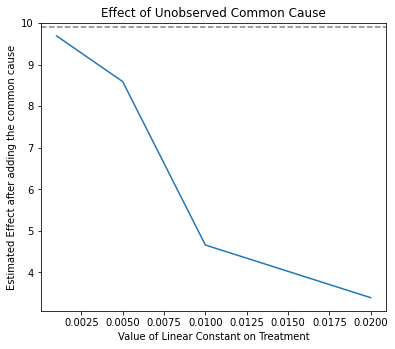 Effect of Unobserved Common Cause
Estimated Effect after adding the common cause
10
9
8
7
6
5
4
0.0025 0.0050 0.0075 0.0100 0.0125 0.0150 0.0175 0.0200
Value of Linear Constant on Treatment